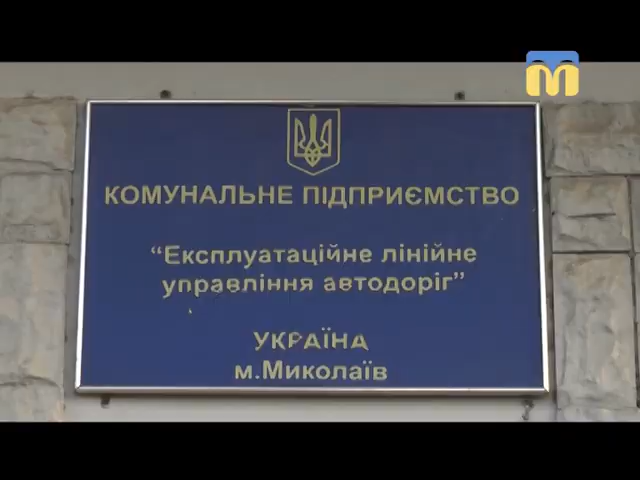 КОМУНАЛЬНЕ ПІДПРИЄМСТВО
“Експлуатаційне лінійне
управління автодоріг”
УКРАЇНА
м.Миколаїв